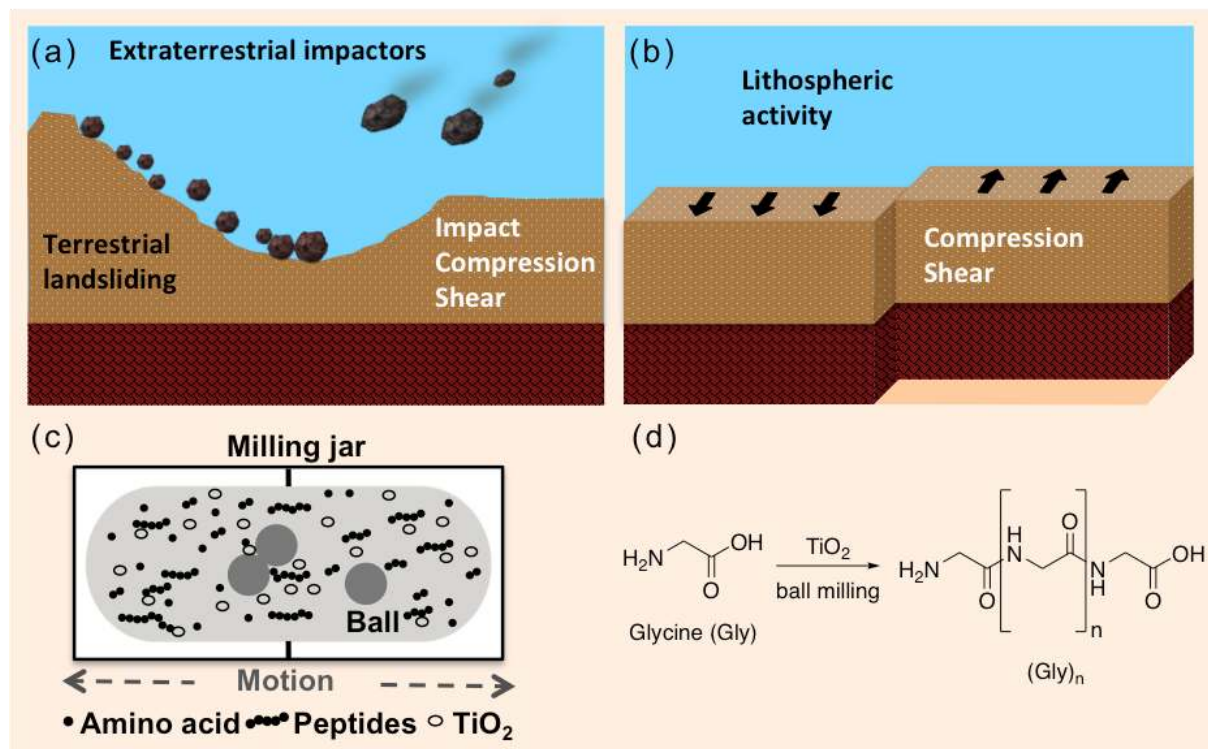 (a)
Extraterrestrial impactors
Terrestrial
landsliding
Impact
Compression
Shear
(b)
Lithospheric
activity
Compression
Shear
(c)
Milling jar
Ball
Motion
Amino acid Peptides TiO₂
(d)
H₂N
OH
O
Glycine (Gly)
TiO₂
ball milling
H₂N
O
H
N
O
n
N
H
O
OH
(Gly)ₙ